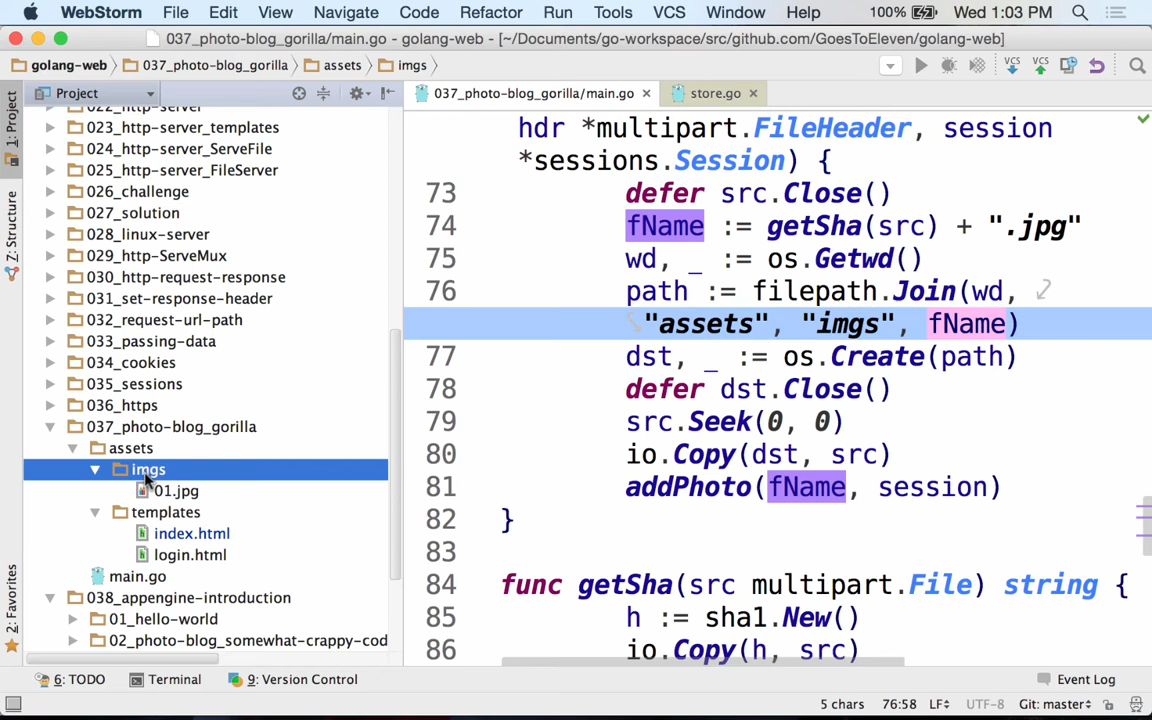 WebStorm File Edit View Navigate Code Refactor Run Tools VCS Window Help 100% Wed 1:03 PM
037_photo-blog_gorilla/main.go - golang-web - [~/Documents/go-workspace/src/github.com/GoesToEleven/golang-web]
golang-web 037_photo-blog_gorilla assets imgs VCS VCS
Project 037_photo-blog_gorilla/main.go store.go
1: Project
Z: Structure
2: Favorites
022_http-server
023_http-server_templates
024_http-server_ServeFile
025_http-server_FileServer
026_challenge
027_solution
028_linux-server
029_http-ServeMux
030_http-request-response
031_set-response-header
032_request-url-path
033_passing-data
034_cookies
035_sessions
036_https
037_photo-blog_gorilla
assets
imgs
01.jpg
templates
index.html
login.html
main.go
038_appengine-introduction
01_hello-world
02_photo-blog_somewhat-crappy-cod
hdr *multipart.FileHeader, session
*sessions.Session) {
73 defer src.Close()
74 fName := getSha(src) + ".jpg"
75 wd, _ := os.Getwd()
76 path := filepath.Join(wd,
"assets", "imgs", fName)
77 dst, _ := os.Create(path)
78 defer dst.Close()
79 src.Seek(0, 0)
80 io.Copy(dst, src)
81 addPhoto(fName, session)
82 }
83
84 func getSha(src multipart.File) string {
85 h := sha1.New()
86 io.Copy(h, src)
6: TODO Terminal 9: Version Control Event Log
5 chars 76:58 LF UTF-8 Git: master